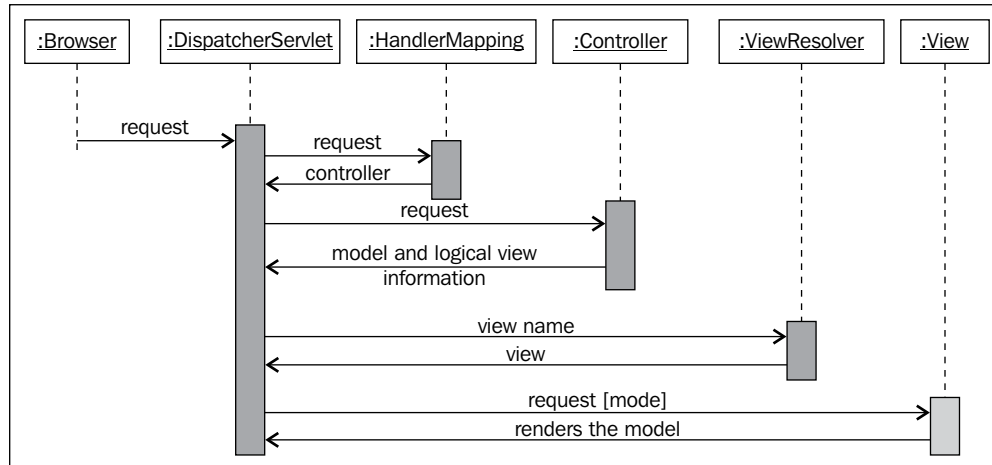 :Browser
:DispatcherServlet
:HandlerMapping
:Controller
:ViewResolver
:View
request
request
controller
request
model and logical view
information
view name
view
request [mode]
renders the model